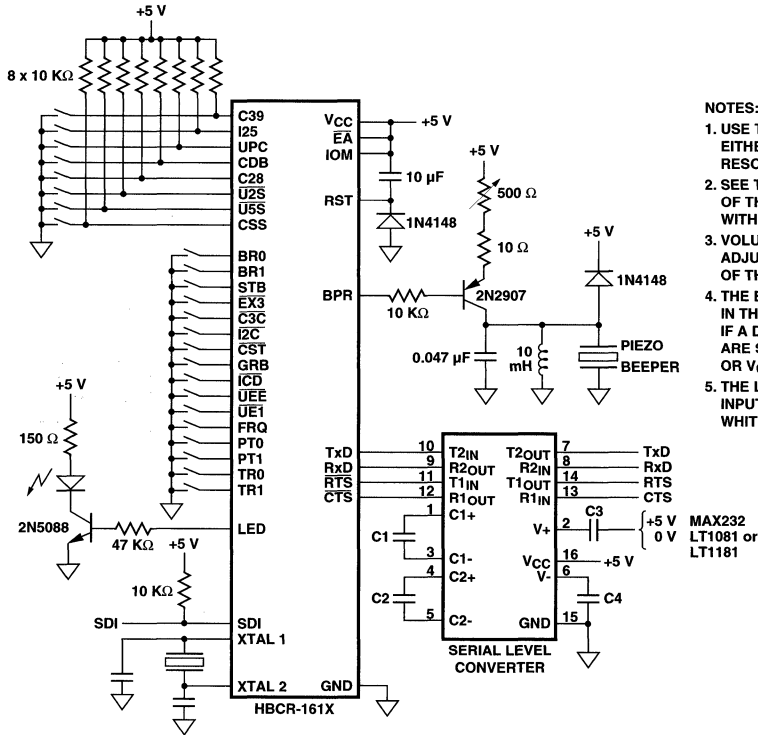 +5 V
8 x 10 KΩ
C39
I25
UPC
CDB
C28
U2S
U5S
CSS
BR0
BR1
STB
EX3
C3C
I2C
CST
GRB
ICD
UEE
UE1
FRQ
PT0
PT1
TR0
TR1
LED
SDI
XTAL 1
XTAL 2
VCC
EA
IOM
RST
BPR
TxD
RxD
RTS
CTS
GND
HBCR-161X
+5 V
10 µF
1N4148
+5 V
500 Ω
10 Ω
2N2907
10 KΩ
+5 V
1N4148
0.047 µF
10
mH
PIEZO
BEEPER
+5 V
150 Ω
2N5088
47 KΩ
+5 V
10 KΩ
SDI
10 T2IN T2OUT 7 TxD
9 R2OUT R2IN 8 RxD
11 T1IN T1OUT 14 RTS
12 R1OUT R1IN 13 CTS
1 C1+
C1
3 C1-
4 C2+
C2
5 C2-
V+ 2 C3
+5 V MAX232
0 V LT1081 or
LT1181
VCC 16 +5 V
V- 6
C4
GND 15
SERIAL LEVEL
CONVERTER
NOTES:
1. USE T
EITHE
RESC
2. SEE T
OF TH
WITH
3. VOLU
ADJU
OF TH
4. THE E
IN TH
IF A D
ARE S
OR V
5. THE L
INPU
WHIT